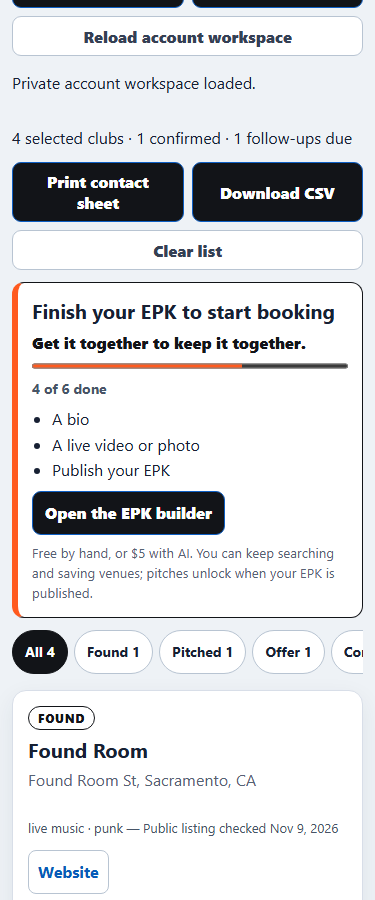 Reload account workspace
Private account workspace loaded.
4 selected clubs · 1 confirmed · 1 follow-ups due
Print contact
sheet
Download CSV
Clear list
Finish your EPK to start booking
Get it together to keep it together.
4 of 6 done
• A bio
• A live video or photo
• Publish your EPK
Open the EPK builder
Free by hand, or $5 with AI. You can keep searching
and saving venues; pitches unlock when your EPK is
published.
All 4
Found 1
Pitched 1
Offer 1
FOUND
Found Room
Found Room St, Sacramento, CA
live music · punk — Public listing checked Nov 9, 2026
Website